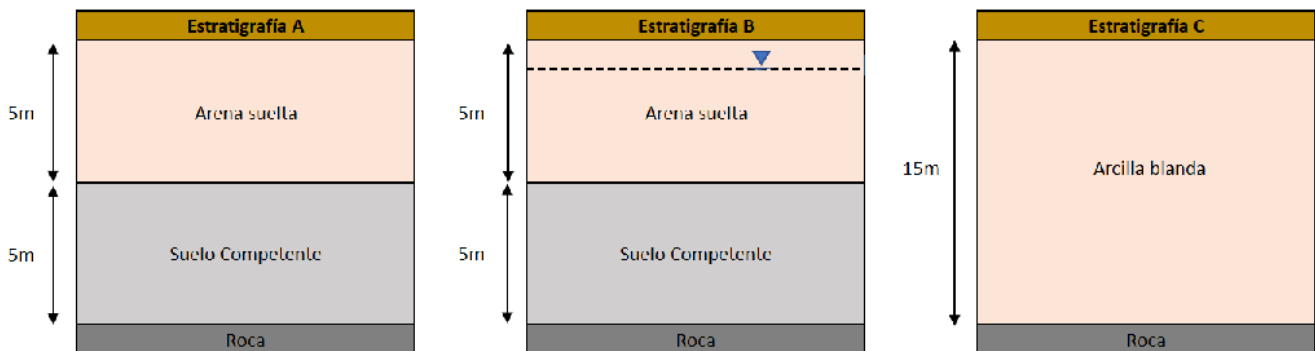 Estratigrafía A
5m
Arena suelta
5m
Suelo Competente
Roca
Estratigrafía B
5m
Arena suelta
5m
Suelo Competente
Roca
Estratigrafía C
15m
Arcilla blanda
Roca